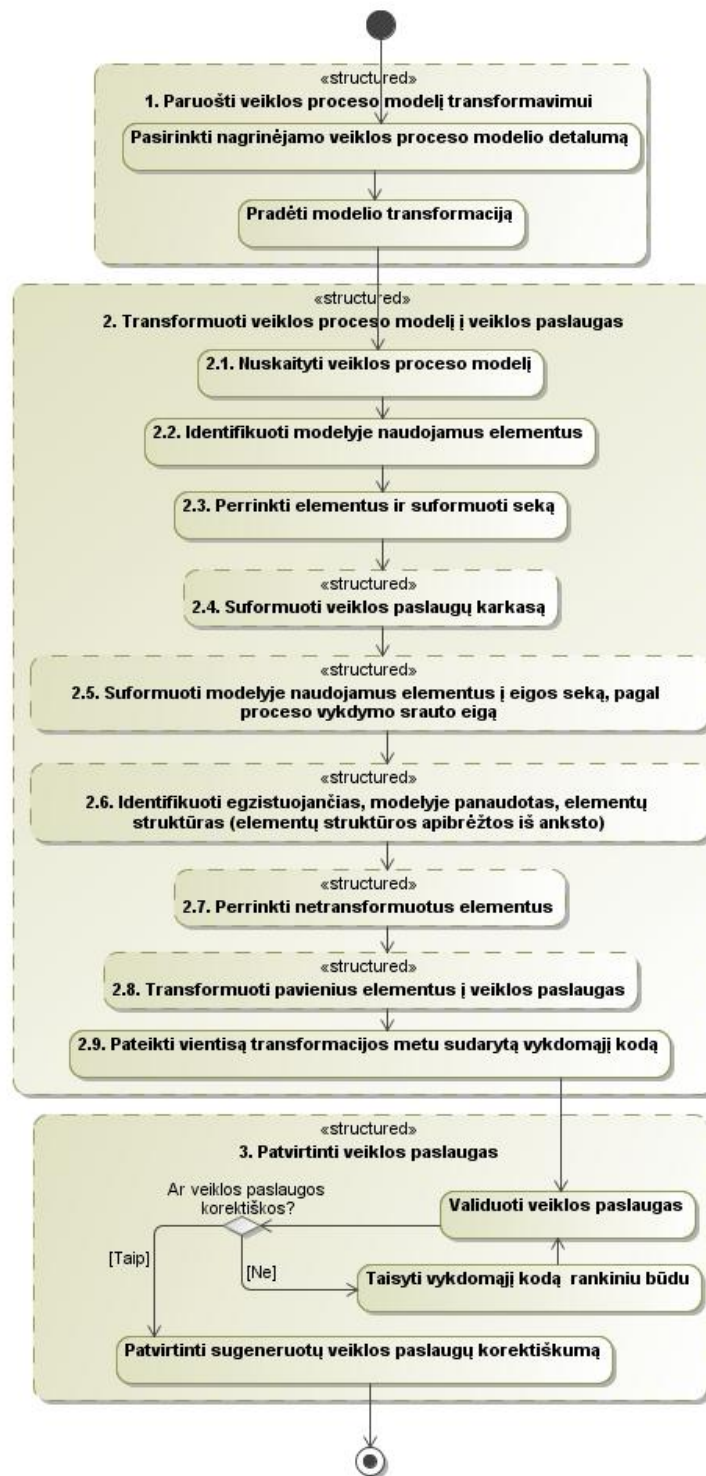 «structured»
1. Paruošti veiklos proceso modelį transformavimui
Pasirinkti nagrinėjamo veiklos proceso modelio detalumą
Pradėti modelio transformaciją
«structured»
2. Transformuoti veiklos proceso modelį į veiklos paslaugas
2.1. Nuskaityti veiklos proceso modelį
2.2. Identifikuoti modelyje naudojamus elementus
2.3. Perrinkti elementus ir suformuoti seką
«structured»
2.4. Suformuoti veiklos paslaugų karkasą
«structured»
2.5. Suformuoti modelyje naudojamus elementus į eigos seką, pagal
proceso vykdymo srauto eigą
«structured»
2.6. Identifikuoti egzistuojančias, modelyje panaudotas, elementų
struktūras (elementų struktūros apibrėžtos iš anksto)
«structured»
2.7. Perrinkti netransformuotus elementus
«structured»
2.8. Transformuoti pavienius elementus į veiklos paslaugas
2.9. Pateikti vientisą transformacijos metu sudarytą vykdomąjį kodą
«structured»
3. Patvirtinti veiklos paslaugas
Ar veiklos paslaugos
korektiškos?
Validuoti veiklos paslaugas
[Taip]
[Ne]
Taisyti vykdomąjį kodą rankiniu būdu
Patvirtinti sugeneruotų veiklos paslaugų korektiškumą